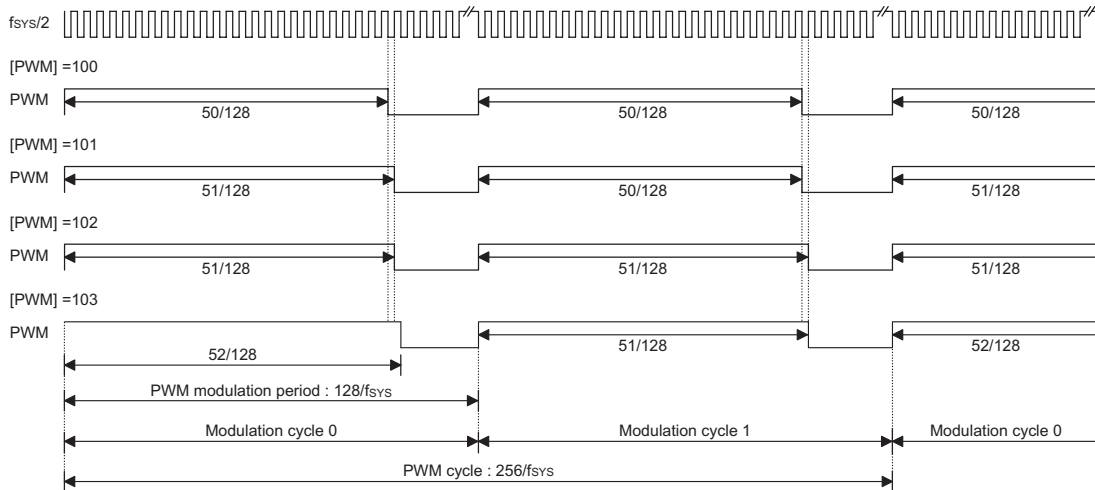 fSYS/2
[PWM] =100
PWM
50/128 50/128 50/128
[PWM] =101
PWM
51/128 50/128 51/128
[PWM] =102
PWM
51/128 51/128 51/128
[PWM] =103
PWM
52/128 51/128 52/128
PWM modulation period : 128/fSYS
Modulation cycle 0 Modulation cycle 1 Modulation cycle 0
PWM cycle : 256/fSYS